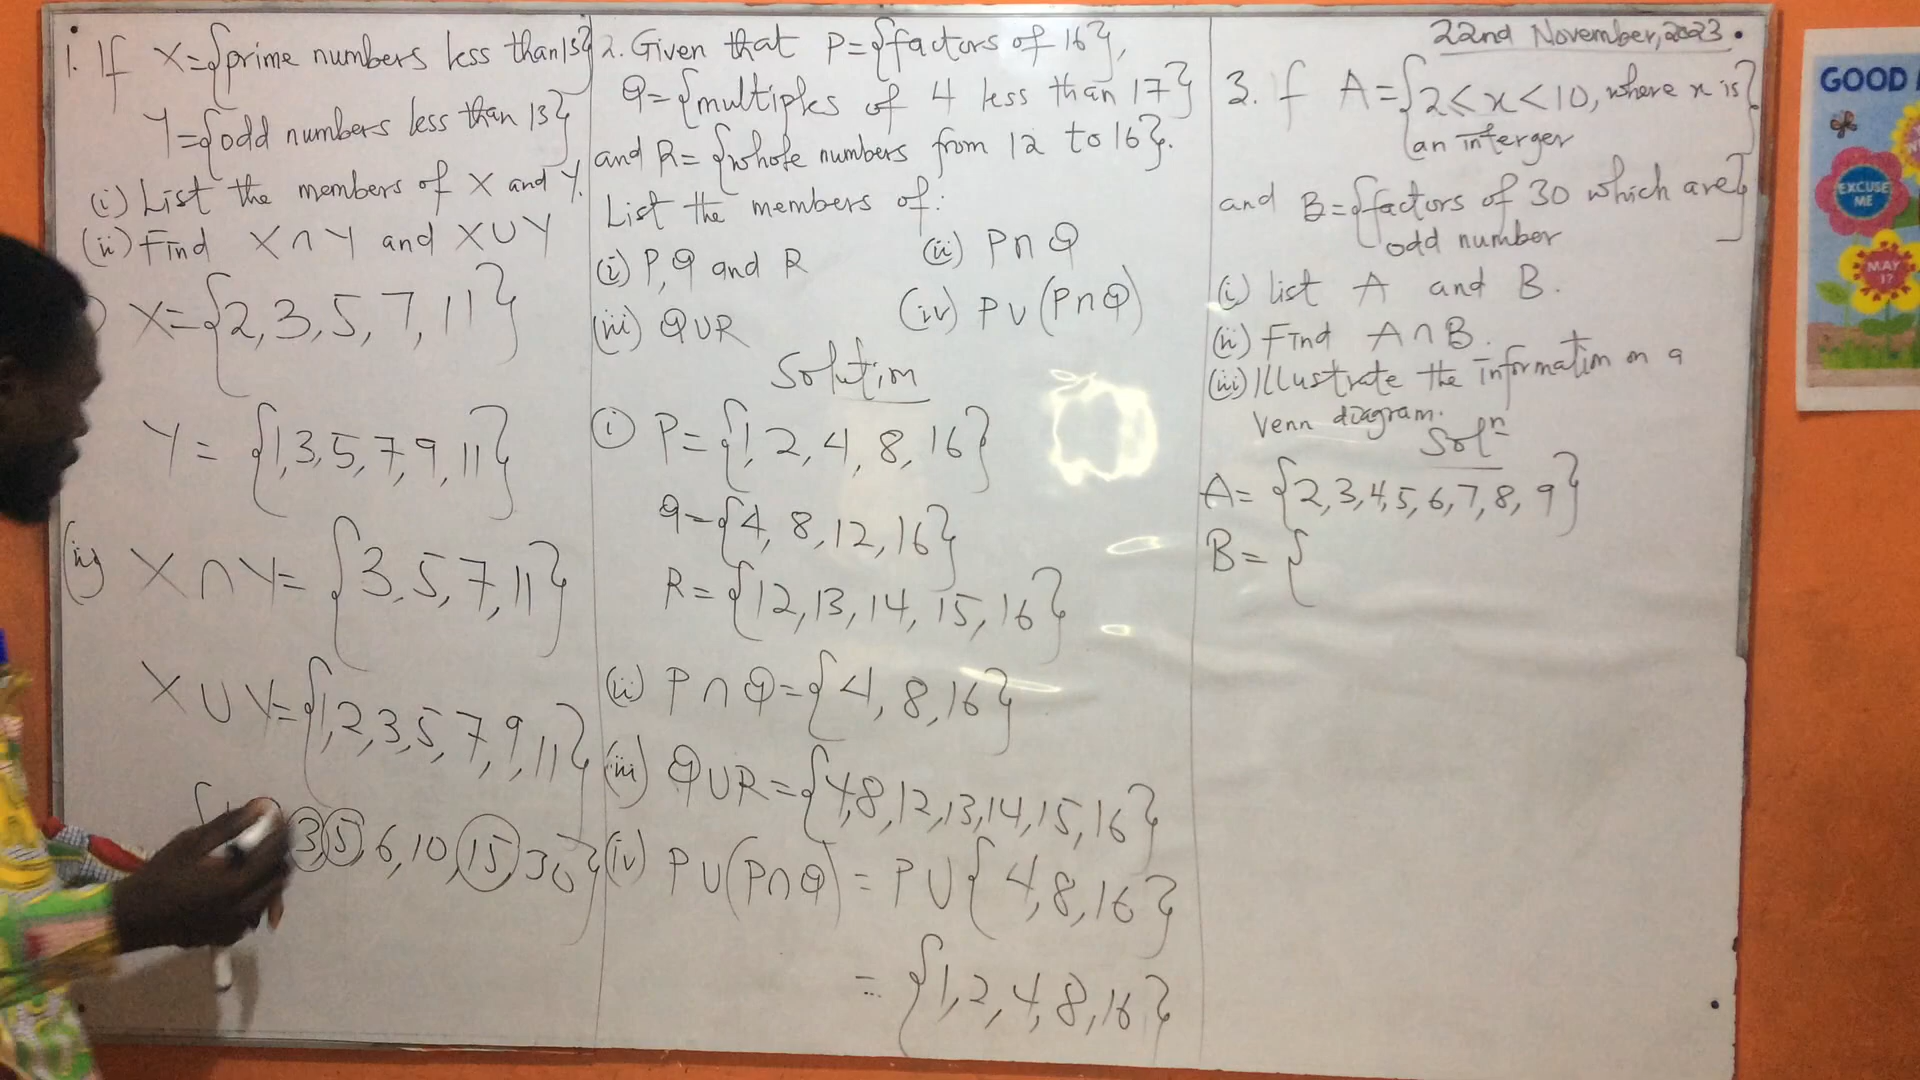 1. If X={prime numbers less than 13}
Y={odd numbers less than 13}
(i) List the members of X and Y.
(ii) Find X∩Y and X∪Y
X={2,3,5,7,11}
Y={1,3,5,7,9,11}
(ii) X∩Y={3,5,7,11}
X∪Y={1,2,3,5,7,9,11}
3,5,6,10,15,30}
2. Given that P={factors of 16},
Q={multiples of 4 less than 17}
and R={whole numbers from 12 to 16}.
List the members of:
(i) P,Q and R (ii) P∩Q
(iii) Q∪R (iv) P∪(P∩Q)
Solution
(i) P={1,2,4,8,16}
Q={4,8,12,16}
R={12,13,14,15,16}
(ii) P∩Q={4,8,16}
(iii) Q∪R={4,8,12,13,14,15,16}
(iv) P∪(P∩Q)=P∪{4,8,16}
={1,2,4,8,16}
22nd November,2023.
3. f A={2<x<10, where x is
an interger}
and B={factors of 30 which are
odd number}
(i) list A and B.
(ii) Find A∩B.
(iii) Illustrate the information on a
Venn diagram.
Solⁿ
A={2,3,4,5,6,7,8,9}
B={
GOOD
EXCUSE
ME
MAY
I?